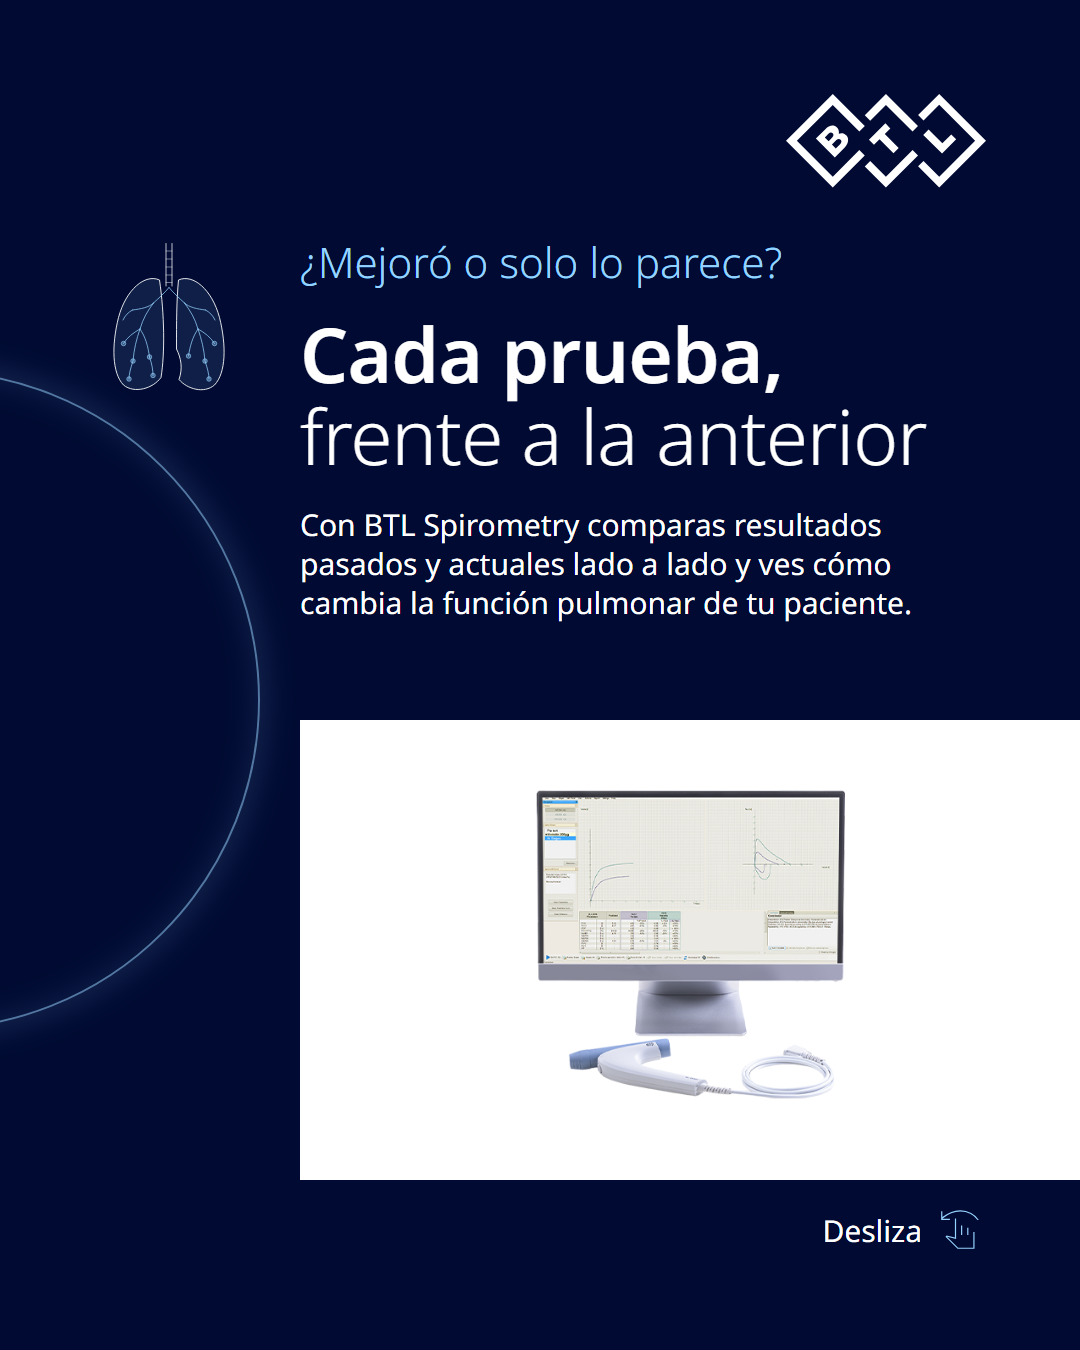 BTL
¿Mejoró o solo lo parece?
Cada prueba,
frente a la anterior
Con BTL Spirometry comparas resultados
pasados y actuales lado a lado y ves cómo
cambia la función pulmonar de tu paciente.
Desliza